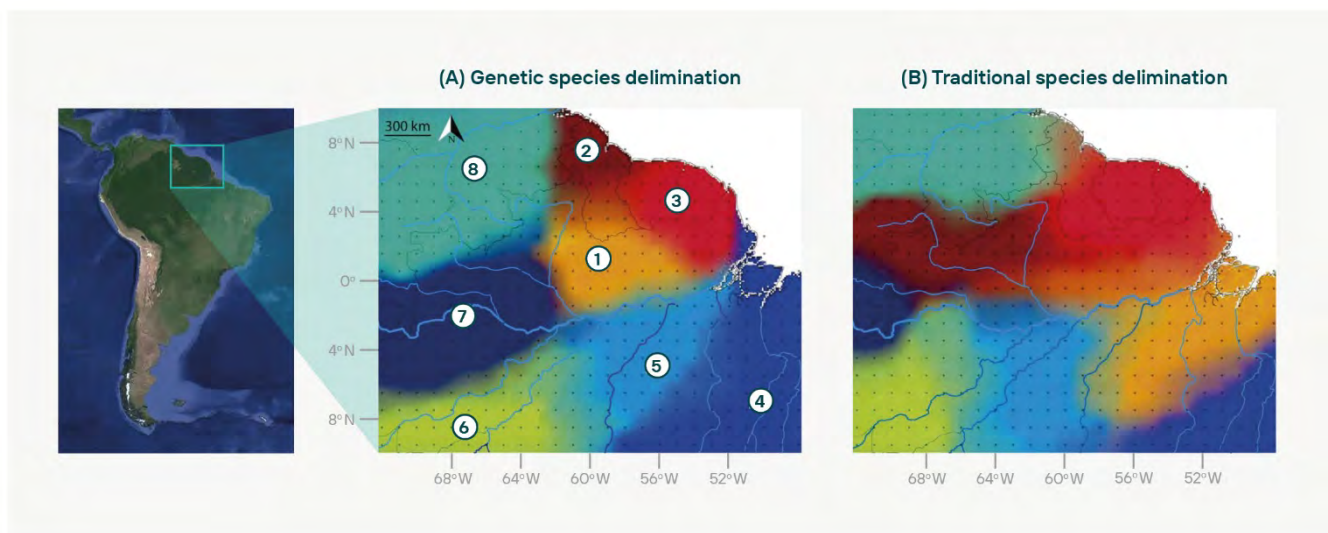 (A) Genetic species delimination
(B) Traditional species delimination
300 km
N
8°N
4°N
0°
4°N
8°N
2
8
3
1
7
5
4
6
68°W 64°W 60°W 56°W 52°W
68°W 64°W 60°W 56°W 52°W